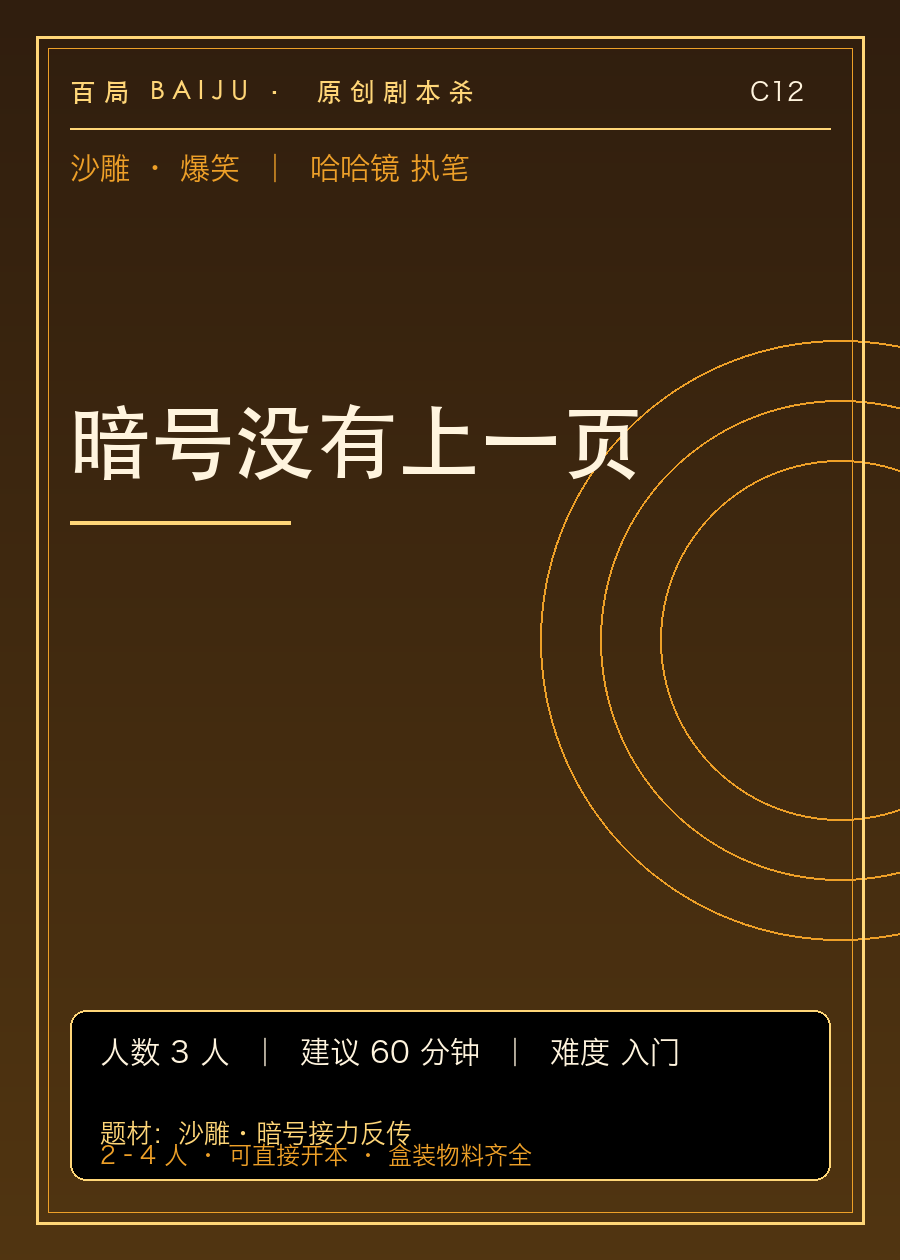 百局 BAIJU · 原创剧本杀 C12
沙雕 · 爆笑 ｜ 哈哈镜 执笔
暗号没有上一页
人数 3 人 ｜ 建议 60 分钟 ｜ 难度 入门
题材：沙雕·暗号接力反传
2-4 人 · 可直接开本 · 盒装物料齐全